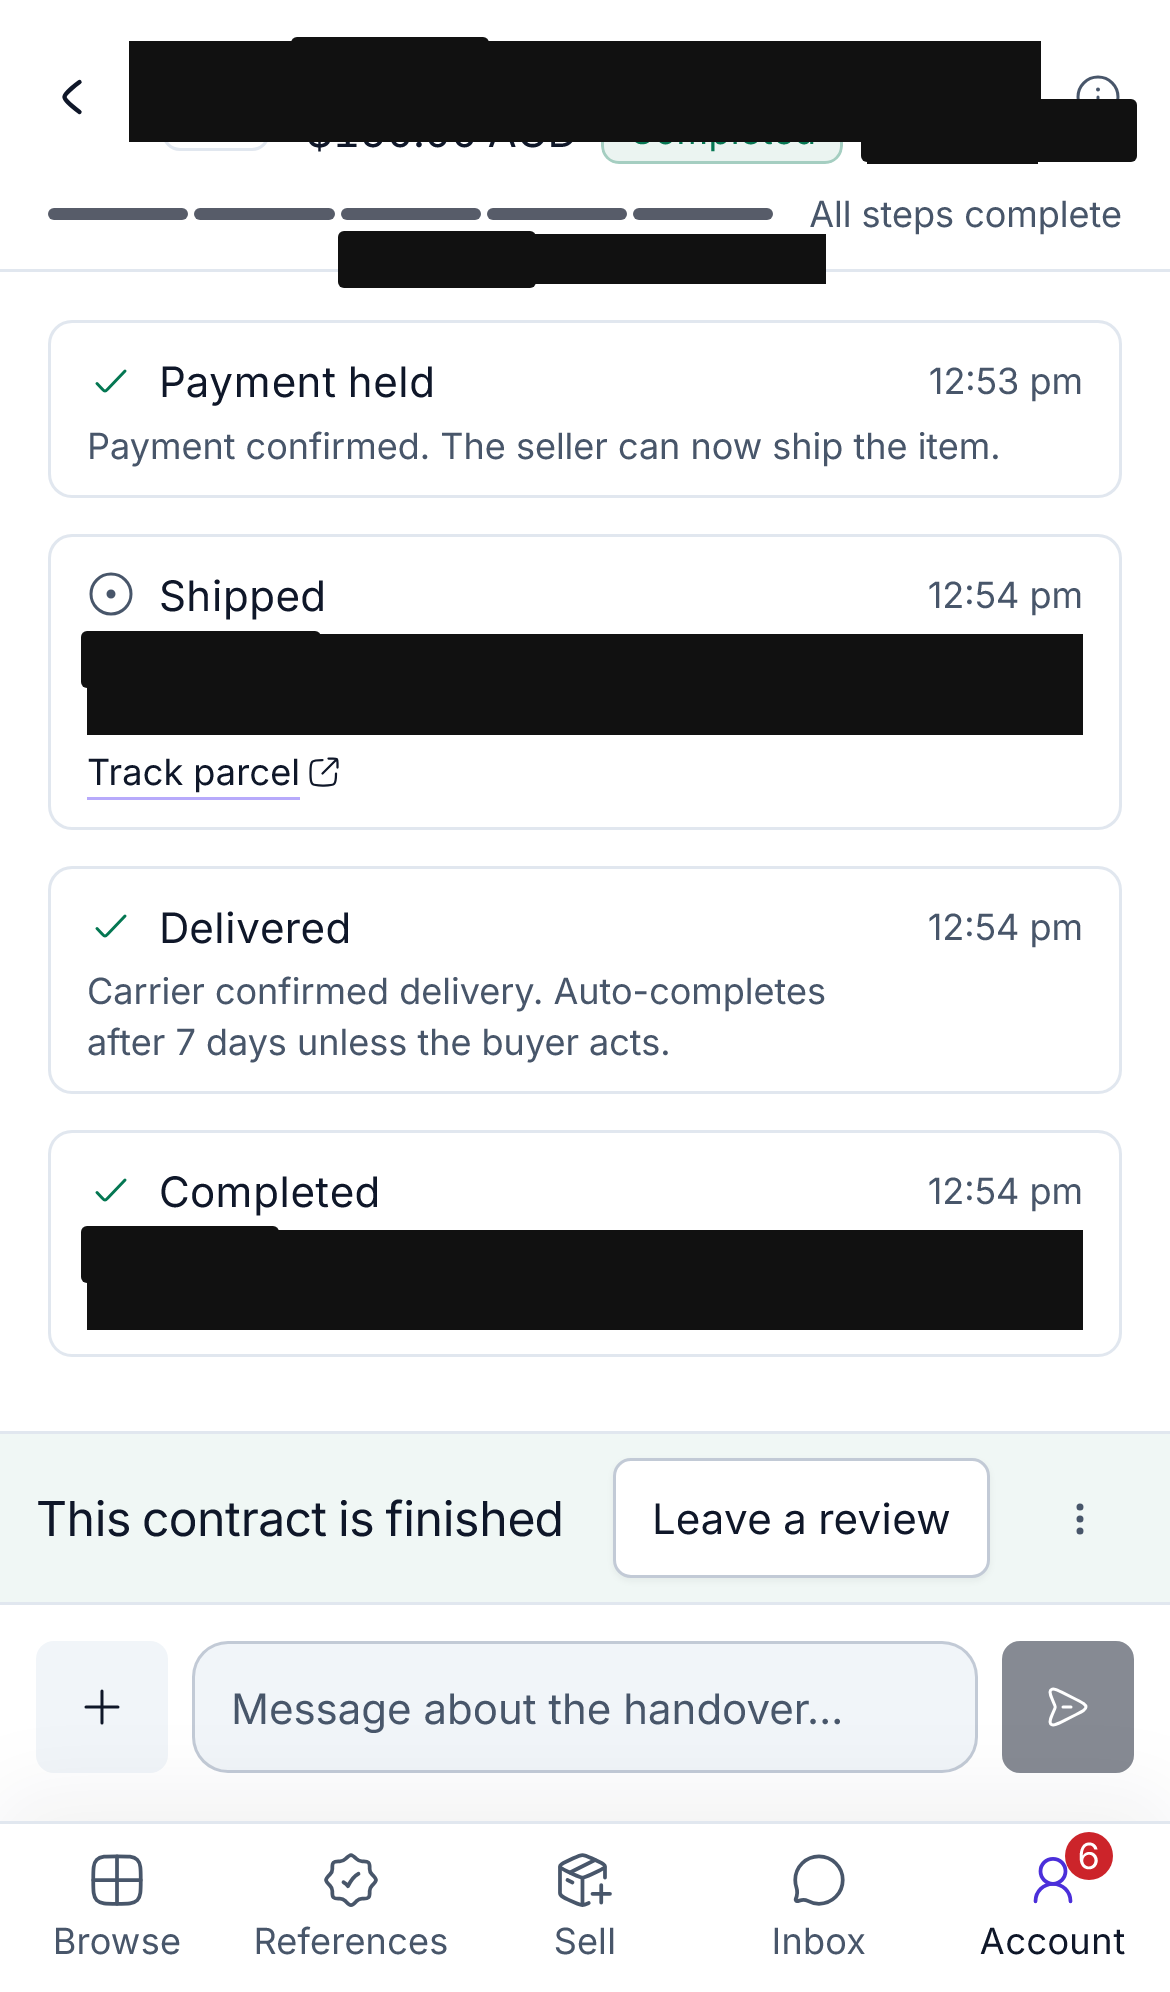 All steps complete
Payment held
12:53 pm
Payment confirmed. The seller can now ship the item.
Shipped
12:54 pm
Track parcel
Delivered
12:54 pm
Carrier confirmed delivery. Auto-completes
after 7 days unless the buyer acts.
Completed
12:54 pm
This contract is finished
Leave a review
Message about the handover...
6
Browse
References
Sell
Inbox
Account